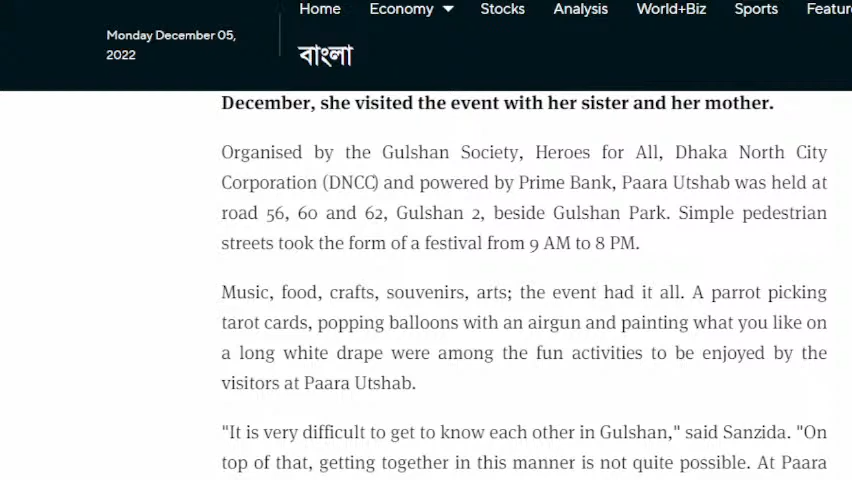 Home Economy Stocks Analysis World+Biz Sports Featur
Monday December 05,
2022
বাংলা
December, she visited the event with her sister and her mother.
Organised by the Gulshan Society, Heroes for All, Dhaka North City
Corporation (DNCC) and powered by Prime Bank, Paara Utshab was held at
road 56, 60 and 62, Gulshan 2, beside Gulshan Park. Simple pedestrian
streets took the form of a festival from 9 AM to 8 PM.
Music, food, crafts, souvenirs, arts; the event had it all. A parrot picking
tarot cards, popping balloons with an airgun and painting what you like on
a long white drape were among the fun activities to be enjoyed by the
visitors at Paara Utshab.
"It is very difficult to get to know each other in Gulshan," said Sanzida. "On
top of that, getting together in this manner is not quite possible. At Paara